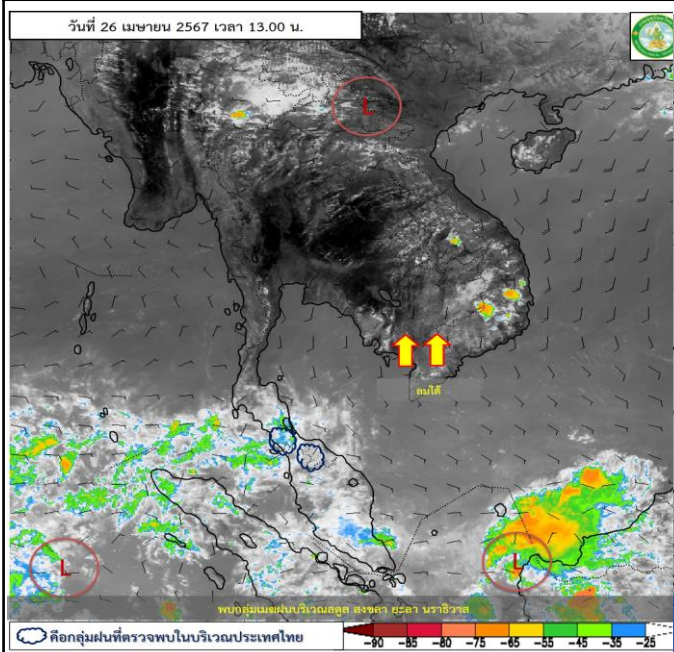 วันที่ 26 เมษายน 2567 เวลา 13.00 น.
L
ลมใต้
L
L
พบกลุ่มเมฆฝนบริเวณสตูล สงขลา ยะลา นราธิวาส
คือกลุ่มฝนที่ตรวจพบในบริเวณประเทศไทย
-90 -85 -80 -75 -65 -55 -45 -35 -25